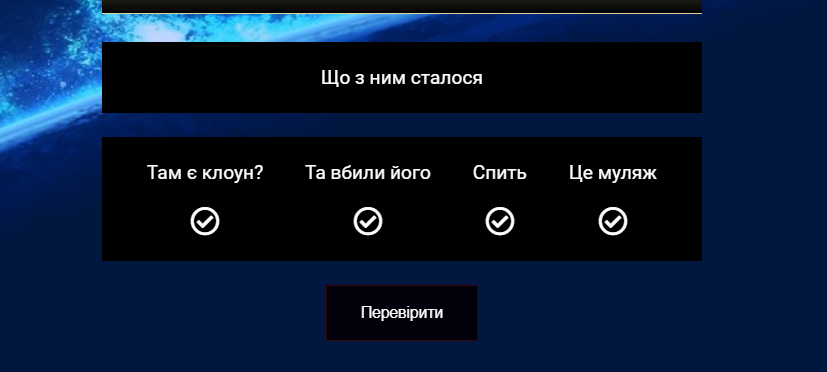 Що з ним сталося
Там є клоун? Та вбили його Спить Це муляж
Перевірити